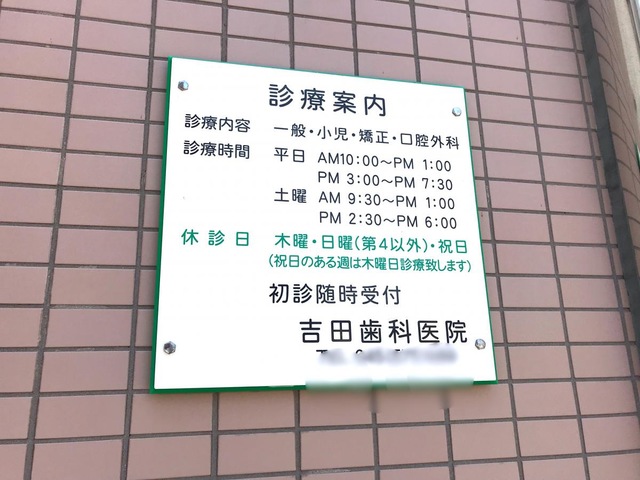 診療案内
診療内容 一般・小児・矯正・口腔外科
診療時間 平日 AM10:00～PM 1:00
PM 3:00～PM 7:30
土曜 AM 9:30～PM 1:00
PM 2:30～PM 6:00
休診日 木曜・日曜(第4以外)・祝日
(祝日のある週は木曜日診療致します)
初診随時受付
吉田歯科医院